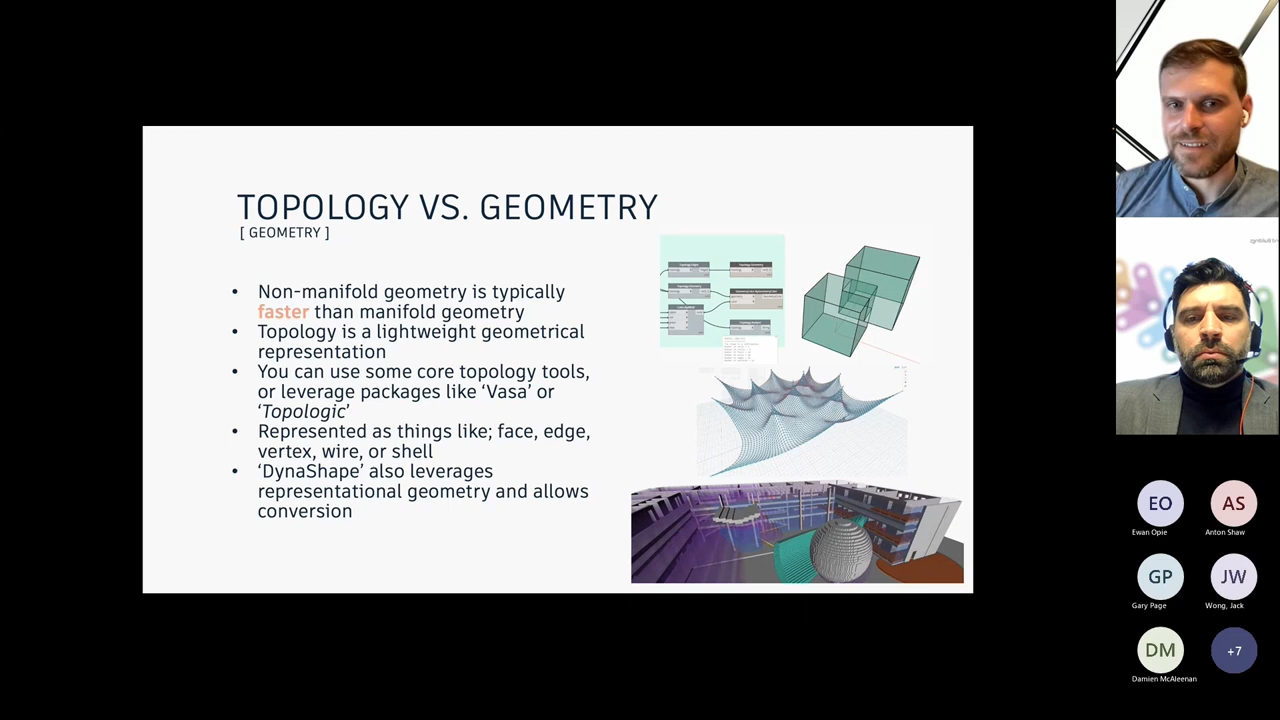 TOPOLOGY VS. GEOMETRY
[ GEOMETRY ]
• Non-manifold geometry is typically
faster than manifold geometry
• Topology is a lightweight geometrical
representation
• You can use some core topology tools,
or leverage packages like ‘Vasa’ or
‘Topologic’
• Represented as things like; face, edge,
vertex, wire, or shell
• ‘DynaShape’ also leverages
representational geometry and allows
conversion
EO
AS
Ewan Opie
Anton Shaw
GP
JW
Gary Page
Wong, Jack
DM
+7
Damien McAleenan